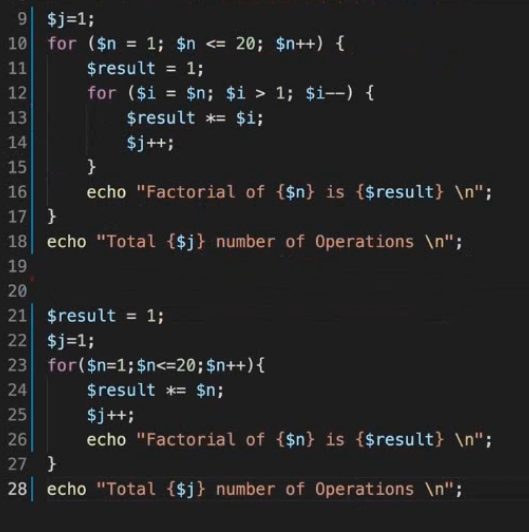 9 $j=1;
10 for ($n = 1; $n <= 20; $n++) {
11 $result = 1;
12 for ($i = $n; $i > 1; $i--) {
13 $result *= $i;
14 $j++;
15 }
16 echo "Factorial of {$n} is {$result} \n";
17 }
18 echo "Total {$j} number of Operations \n";
19
20
21 $result = 1;
22 $j=1;
23 for($n=1;$n<=20;$n++){
24 $result *= $n;
25 $j++;
26 echo "Factorial of {$n} is {$result} \n";
27 }
28 echo "Total {$j} number of Operations \n";